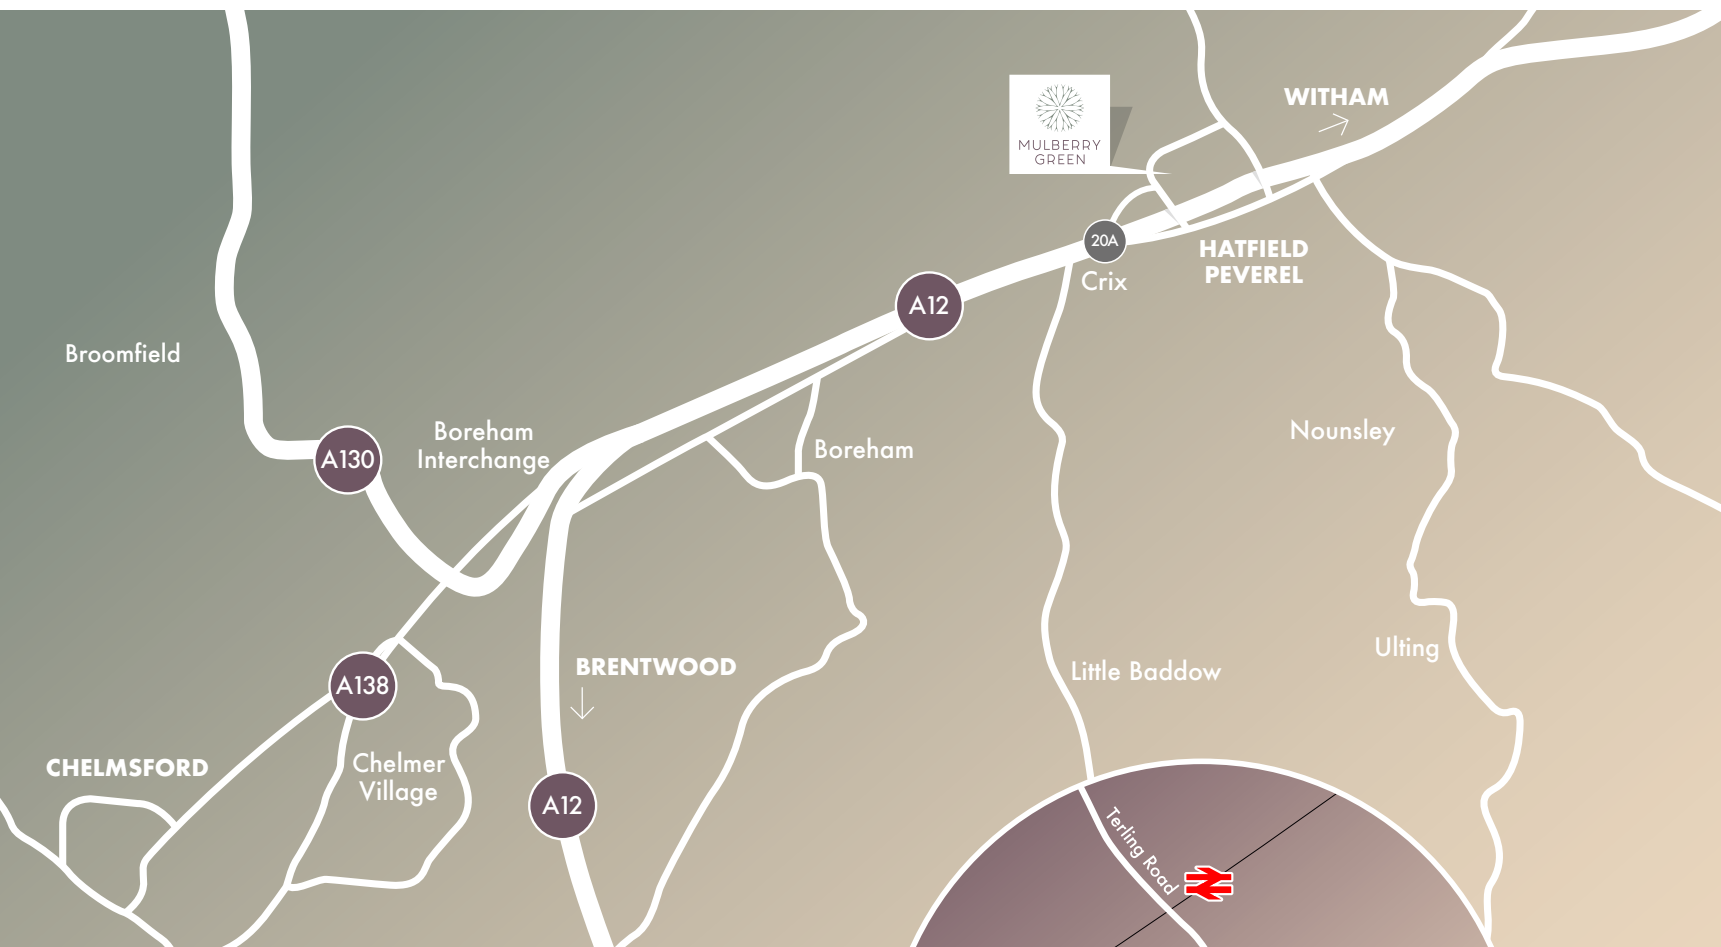 WITHAM
MULBERRY
GREEN
20A
HATFIELD
PEVEREL
Crix
A12
Broomfield
Boreham
Interchange
A130
Boreham
Nounsley
Ulting
BRENTWOOD
Little Baddow
A138
CHELMSFORD
Chelmer
Village
A12
Terling Road